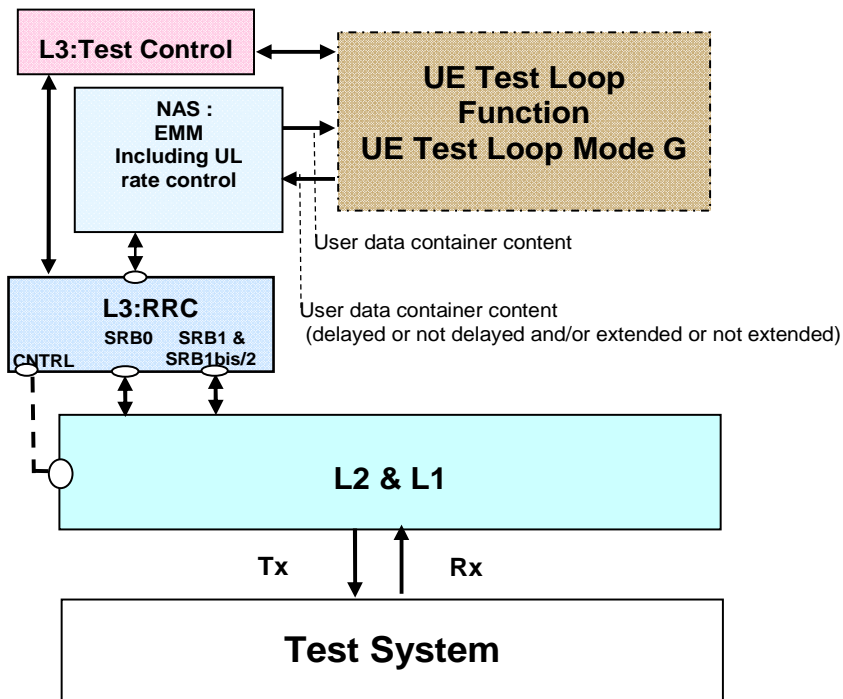 L3:Test Control
UE Test Loop
Function
UE Test Loop Mode G
NAS :
EMM
Including UL
rate control
User data container content
User data container content
(delayed or not delayed and/or extended or not extended)
L3:RRC
SRB0
SRB1 &
SRB1bis/2
CNTRL
L2 & L1
Tx
Rx
Test System